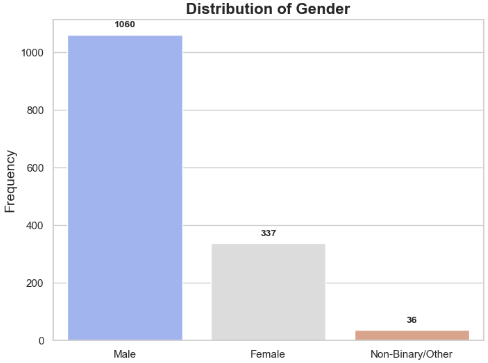 Distribution of Gender
1060
1000
800
600
400
200
0
Frequency
337
36
Male
Female
Non-Binary/Other